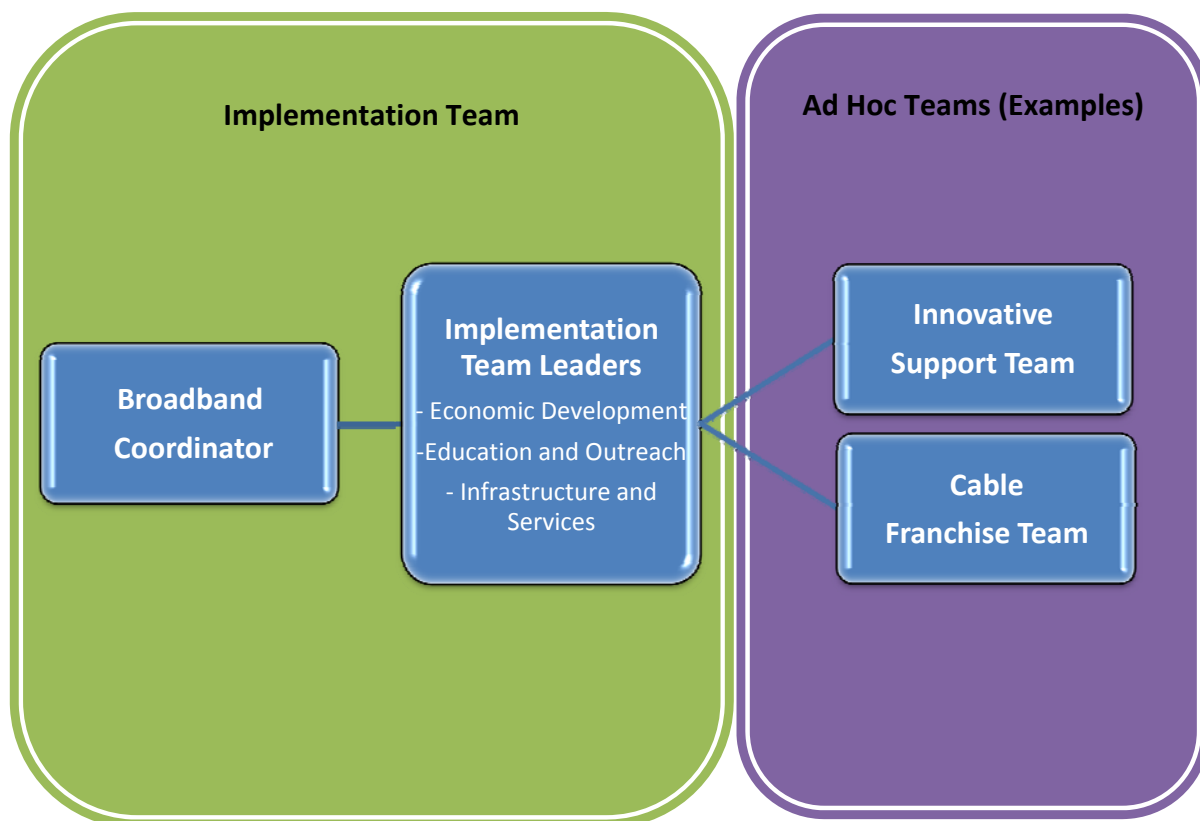 Implementation Team
Broadband
Coordinator
Implementation
Team Leaders
- Economic Development
-Education and Outreach
- Infrastructure and
Services
Ad Hoc Teams (Examples)
Innovative
Support Team
Cable
Franchise Team